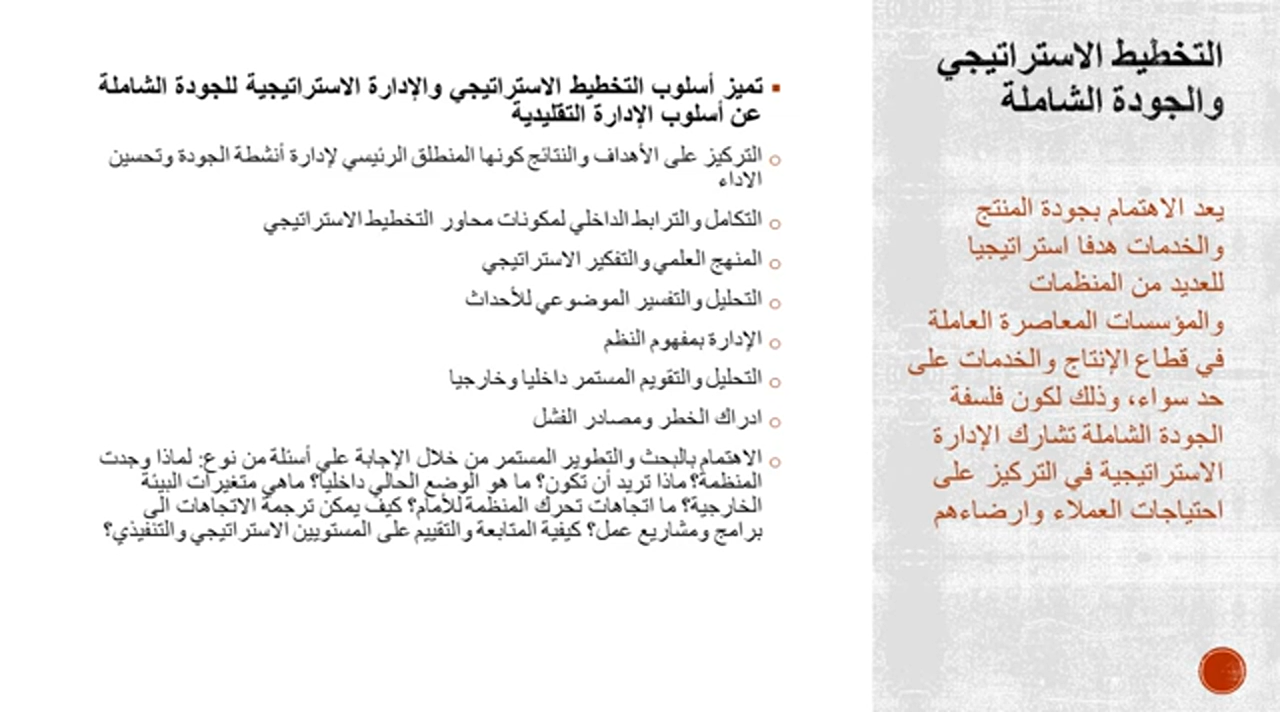 التخطيط الاستراتيجي
والجودة الشاملة
يعد الاهتمام بجودة المنتج
والخدمات هدفا استراتيجيا
للعديد من المنظمات
والمؤسسات المعاصرة العاملة
في قطاع الإنتاج والخدمات على
حد سواء، وذلك لكون فلسفة
الجودة الشاملة تشارك الإدارة
الاستراتيجية في التركيز على
احتياجات العملاء وارضاءهم
تميز أسلوب التخطيط الاستراتيجي والإدارة الاستراتيجية للجودة الشاملة
عن أسلوب الإدارة التقليدية
التركيز على الأهداف والنتائج كونها المنطلق الرئيسي لإدارة أنشطة الجودة وتحسين
الاداء
التكامل والترابط الداخلي لمكونات محاور التخطيط الاستراتيجي
المنهج العلمي والتفكير الاستراتيجي
التحليل والتفسير الموضوعي للأحداث
الإدارة بمفهوم النظم
التحليل والتقويم المستمر داخليا وخارجيا
ادراك الخطر ومصادر الفشل
الاهتمام بالبحث والتطوير المستمر من خلال الإجابة على أسئلة من نوع: لماذا وجدت
المنظمة؟ ماذا تريد أن تكون؟ ما هو الوضع الحالي داخليا؟ ماهي متغيرات البيئة
الخارجية؟ ما اتجاهات تحرك المنظمة للأمام؟ كيف يمكن ترجمة الاتجاهات الى
برامج ومشاريع عمل؟ كيفية المتابعة والتقييم على المستويين الاستراتيجي والتنفيذي؟